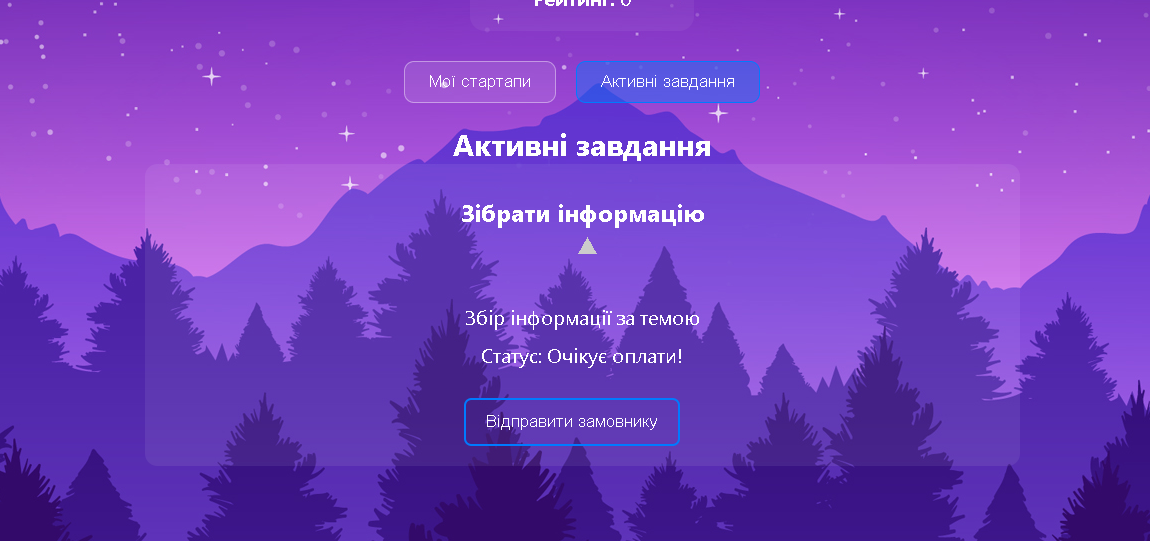 Рейтинг: 0
Мої стартапи
Активні завдання
Активні завдання
Зібрати інформацію
Збір інформації за темою
Статус: Очікує оплати!
Відправити замовнику